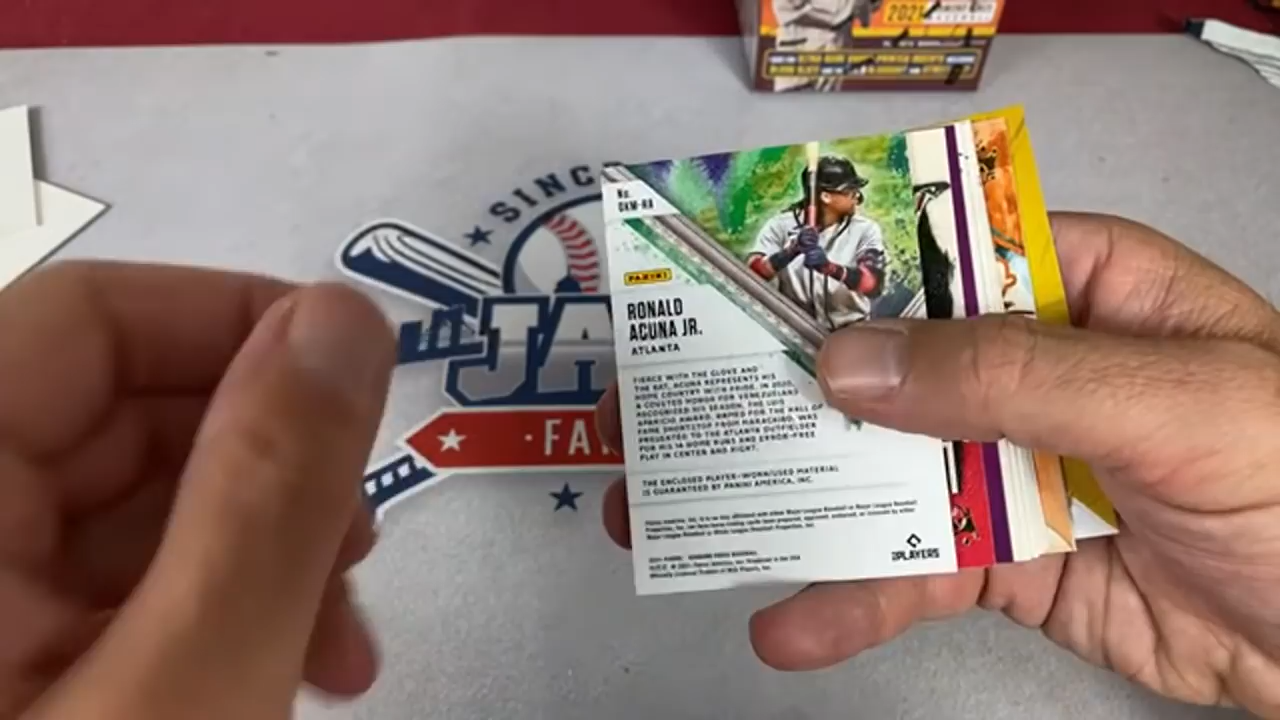 2021
SINC
JA
FA
No.
DKM-RA
PANINI
RONALD
ACUNA JR.
ATLANTA
FIERCE WITH THE GLOVE AND
THE BAT, ACUNA REPRESENTS HIS
HOME COUNTRY WITH PRIDE. IN 2020,
A COVETED HONOR FOR VENEZUELANS
RECOGNIZED HIS SEASON. THE LUIS
APARICIO AWARD, NAMED FOR THE HALL OF
FAME SHORTSTOP FROM MARACAIBO, WAS
PRESENTED TO THE ATLANTA OUTFIELDER
FOR HIS 14 HOME RUNS AND ERROR-FREE
PLAY IN CENTER AND RIGHT.
THE ENCLOSED PLAYER-WORN/USED MATERIAL
IS GUARANTEED BY PANINI AMERICA, INC.
PLAYERS